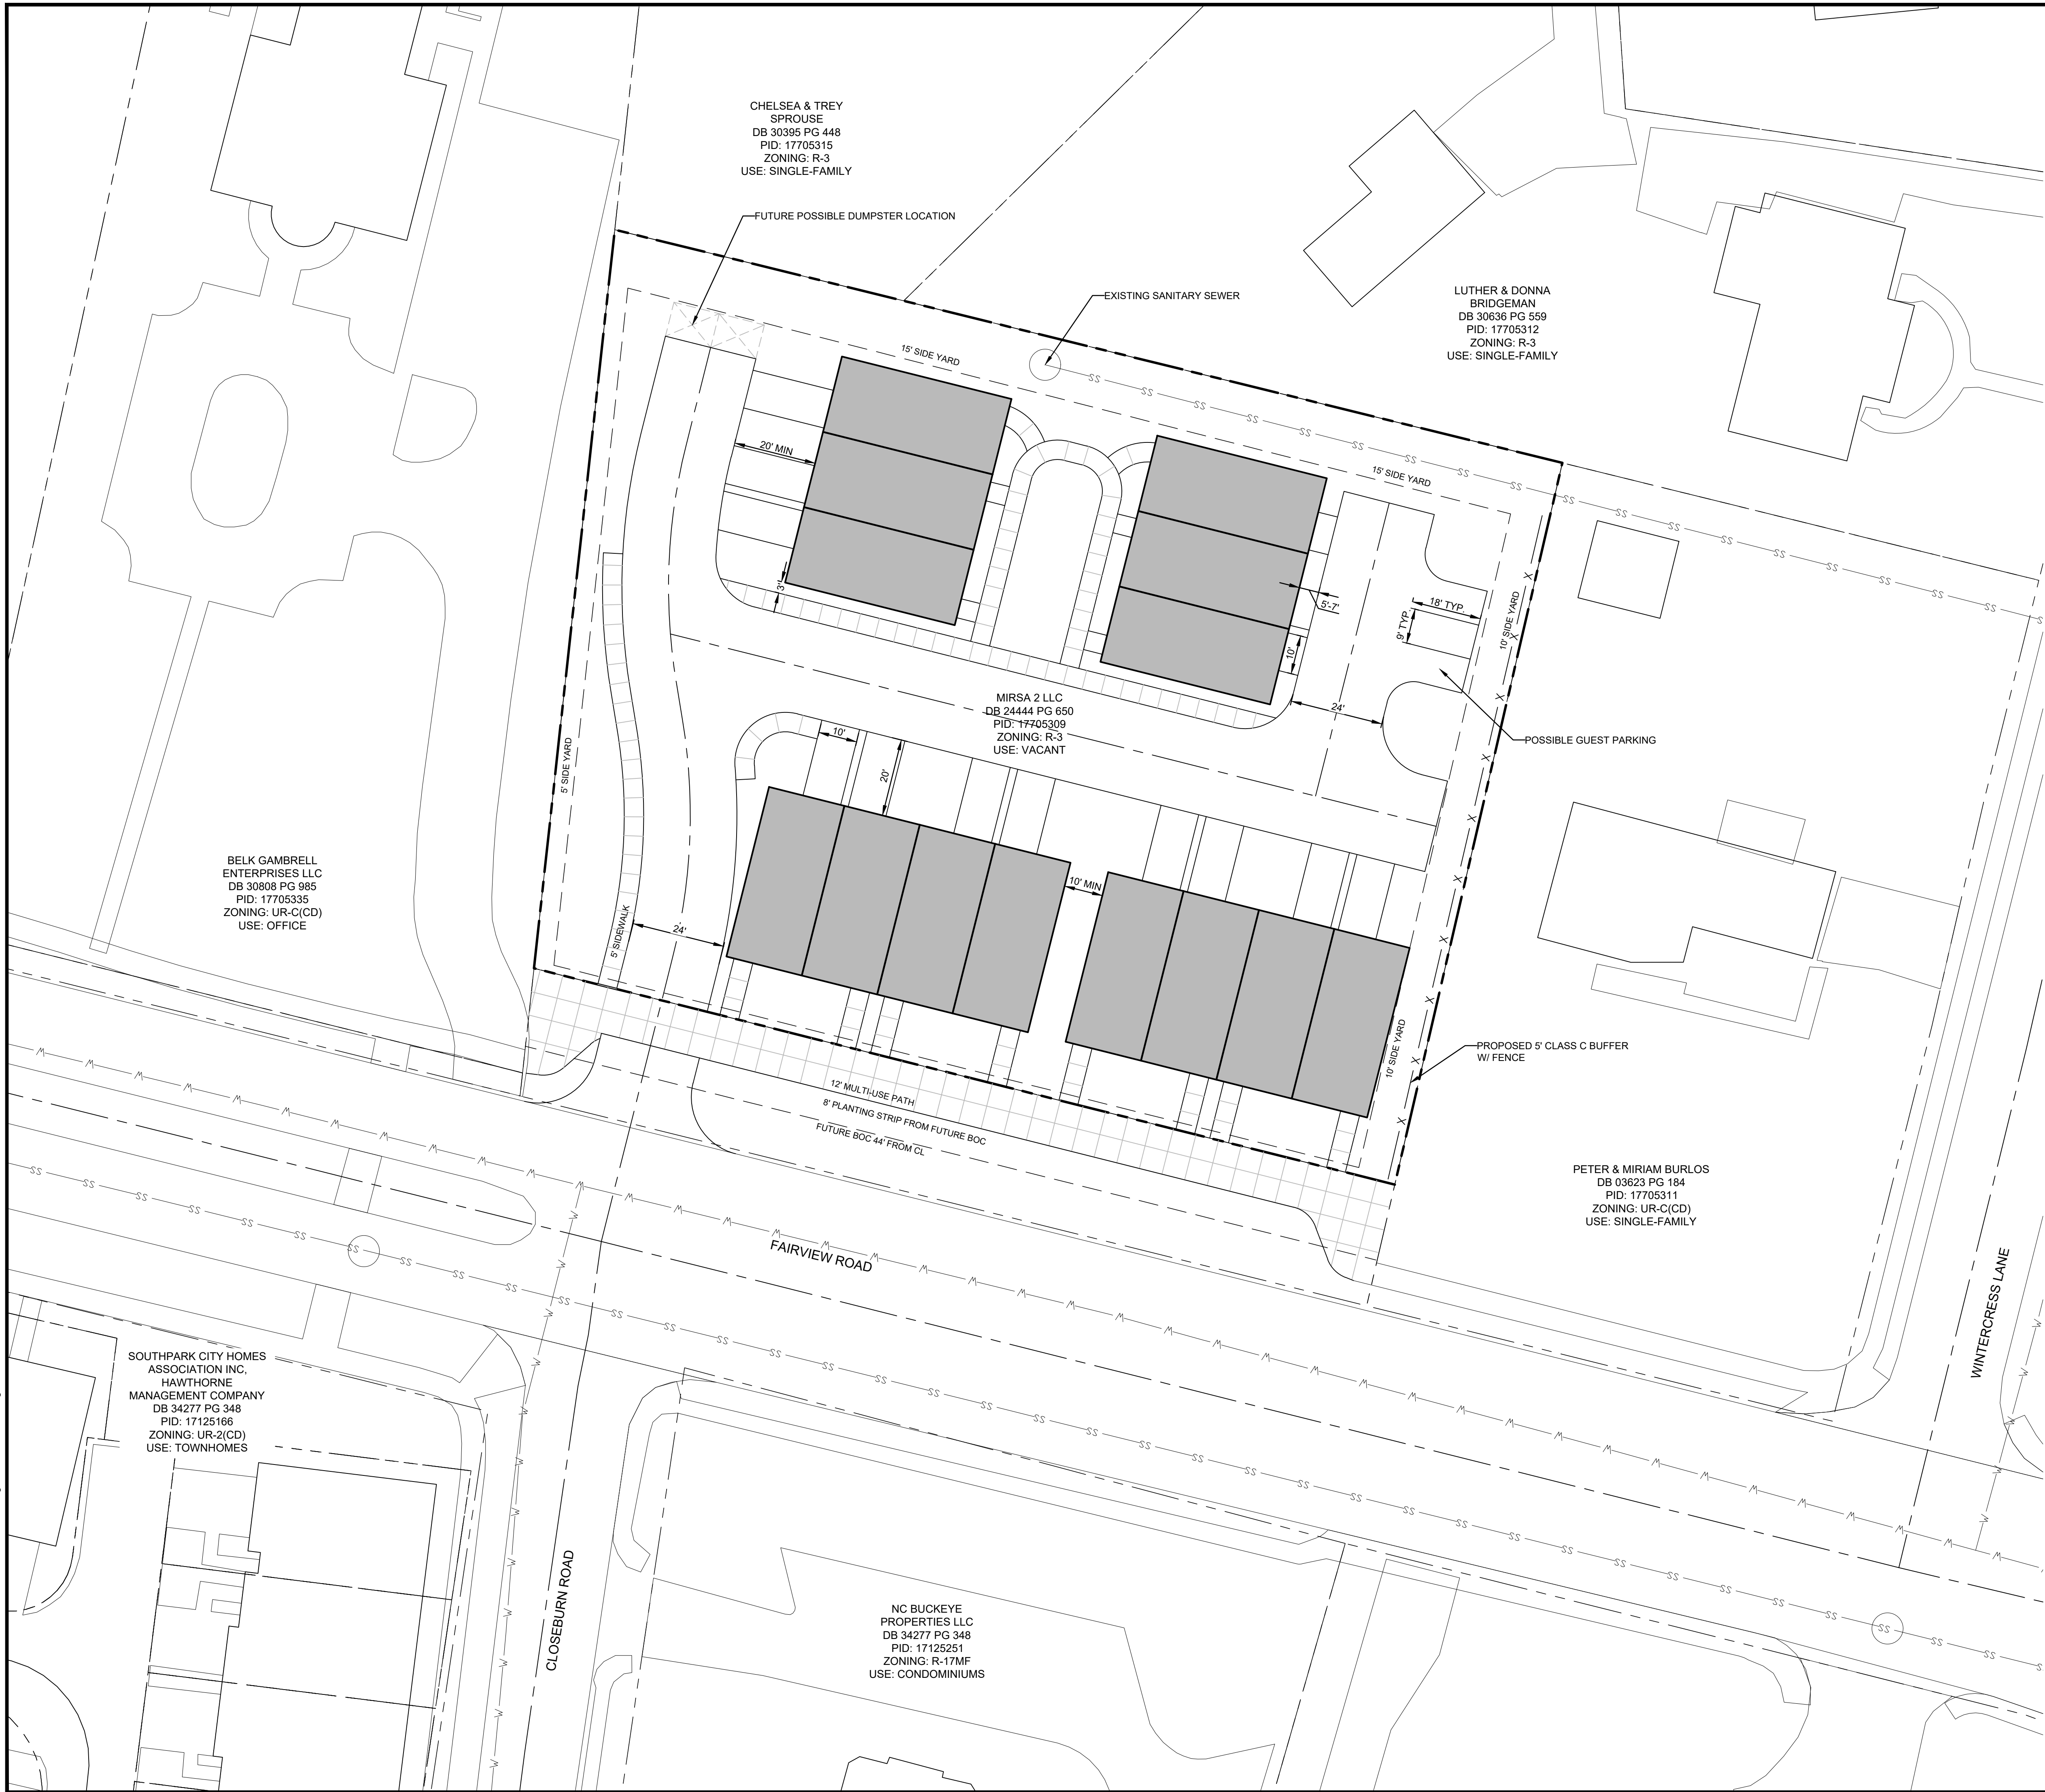 CHELSEA & TREY
SPROUSE
DB 30395 PG 448
PID: 17705315
ZONING: R-3
USE: SINGLE-FAMILY
FUTURE POSSIBLE DUMPSTER LOCATION
EXISTING SANITARY SEWER
LUTHER & DONNA
BRIDGEMAN
DB 30636 PG 559
PID: 17705312
ZONING: R-3
USE: SINGLE-FAMILY
15' SIDE YARD
15' SIDE YARD
20' MIN
3'
5'-7"
18' TYP.
9' TYP.
10' SIDE YARD
10'
24'
MIRSA 2 LLC
DB 24444 PG 650
PID: 17705309
ZONING: R-3
USE: VACANT
POSSIBLE GUEST PARKING
5' SIDE YARD
10'
20'
10' MIN
BELK GAMBRELL
ENTERPRISES LLC
DB 30808 PG 985
PID: 17705335
ZONING: UR-C(CD)
USE: OFFICE
5' SIDEWALK
24'
10' SIDE YARD
PROPOSED 5' CLASS C BUFFER
W/ FENCE
12' MULTI-USE PATH
8' PLANTING STRIP FROM FUTURE BOC
FUTURE BOC 44' FROM CL
PETER & MIRIAM BURLOS
DB 03623 PG 184
PID: 17705311
ZONING: UR-C(CD)
USE: SINGLE-FAMILY
FAIRVIEW ROAD
WINTERCRESS LANE
SOUTHPARK CITY HOMES
ASSOCIATION INC,
HAWTHORNE
MANAGEMENT COMPANY
DB 34277 PG 348
PID: 17125166
ZONING: UR-2(CD)
USE: TOWNHOMES
CLOSEBURN ROAD
NC BUCKEYE
PROPERTIES LLC
DB 34277 PG 348
PID: 17125251
ZONING: R-17MF
USE: CONDOMINIUMS